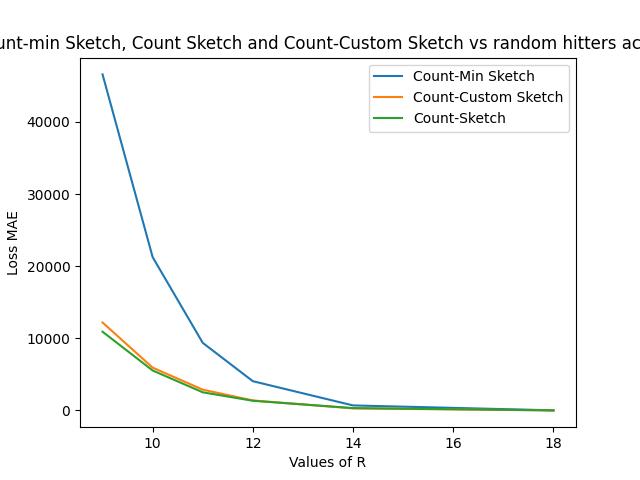 unt-min Sketch, Count Sketch and Count-Custom Sketch vs random hitters ac
Count-Min Sketch
Count-Custom Sketch
Count-Sketch
40000
30000
20000
10000
0
Loss MAE
10 12 14 16 18
Values of R